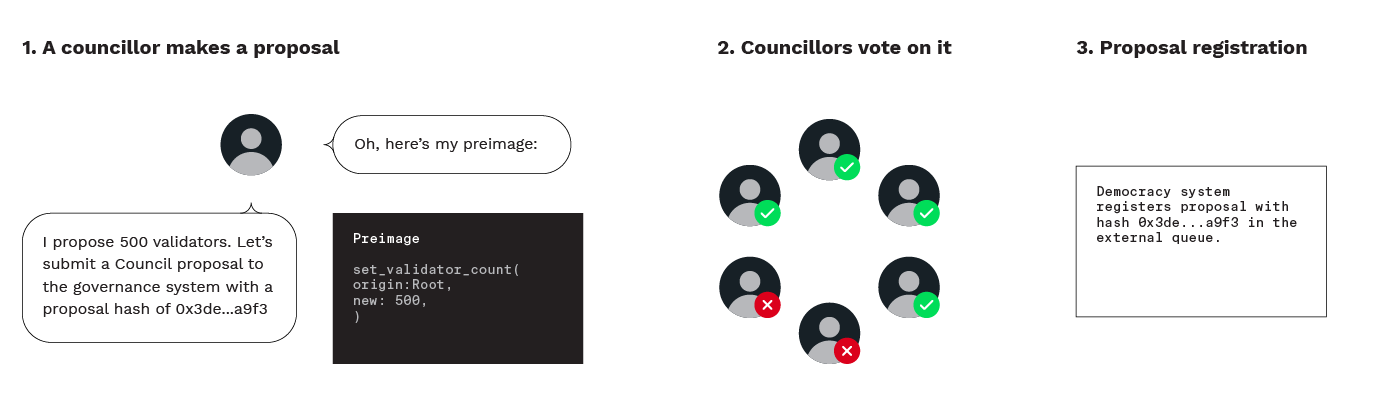 1. A councillor makes a proposal
Oh, here’s my preimage:
I propose 500 validators. Let’s
submit a Council proposal to
the governance system with a
proposal hash of 0x3de...a9f3
Preimage
set_validator_count(
origin:Root,
new: 500,
)
2. Councillors vote on it
3. Proposal registration
Democracy system
registers proposal with
hash 0x3de...a9f3 in the
external queue.